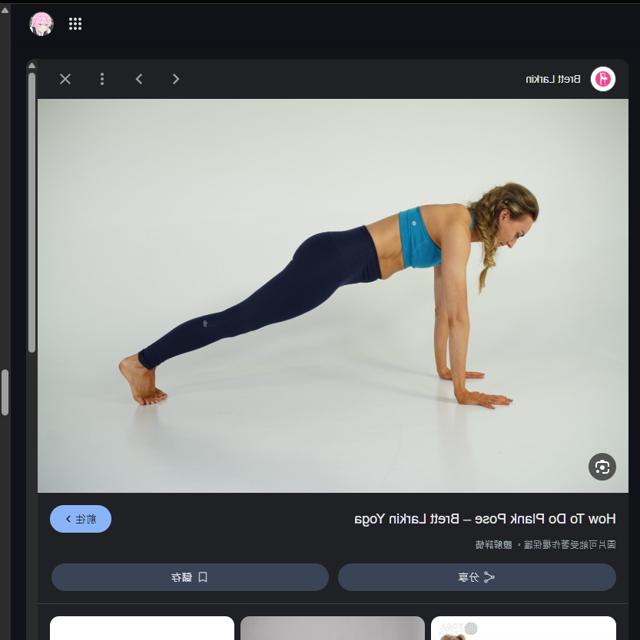 Brett Larkin
How To Do Plank Pose – Brett Larkin Yoga
前往
圖片可能受著作權保護。 瞭解詳情
分享
儲存